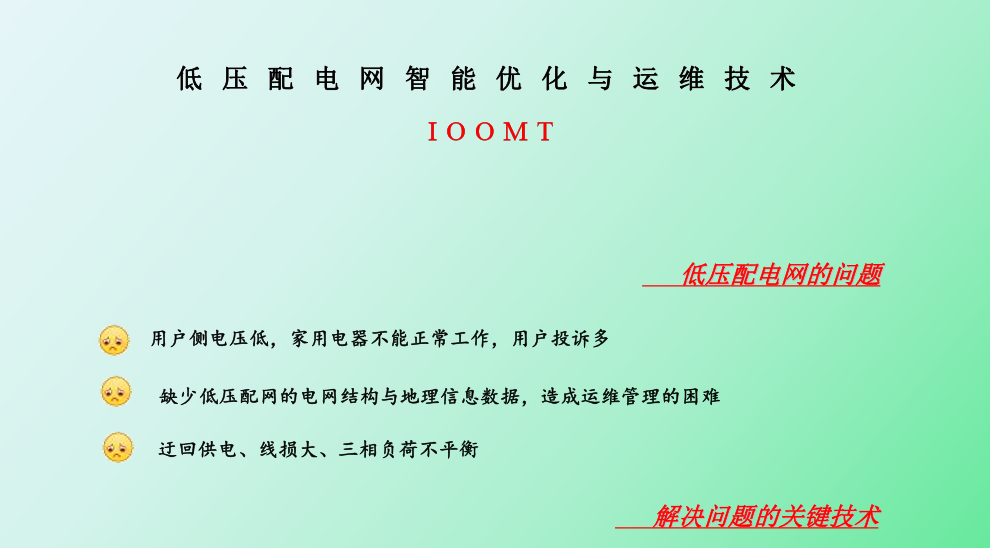 低压配电网智能优化与运维技术
IOOMT
低压配电网的问题
用户侧电压低，家用电器不能正常工作，用户投诉多
缺少低压配网的电网结构与地理信息数据，造成运维管理的困难
迂回供电、线损大、三相负荷不平衡
解决问题的关键技术